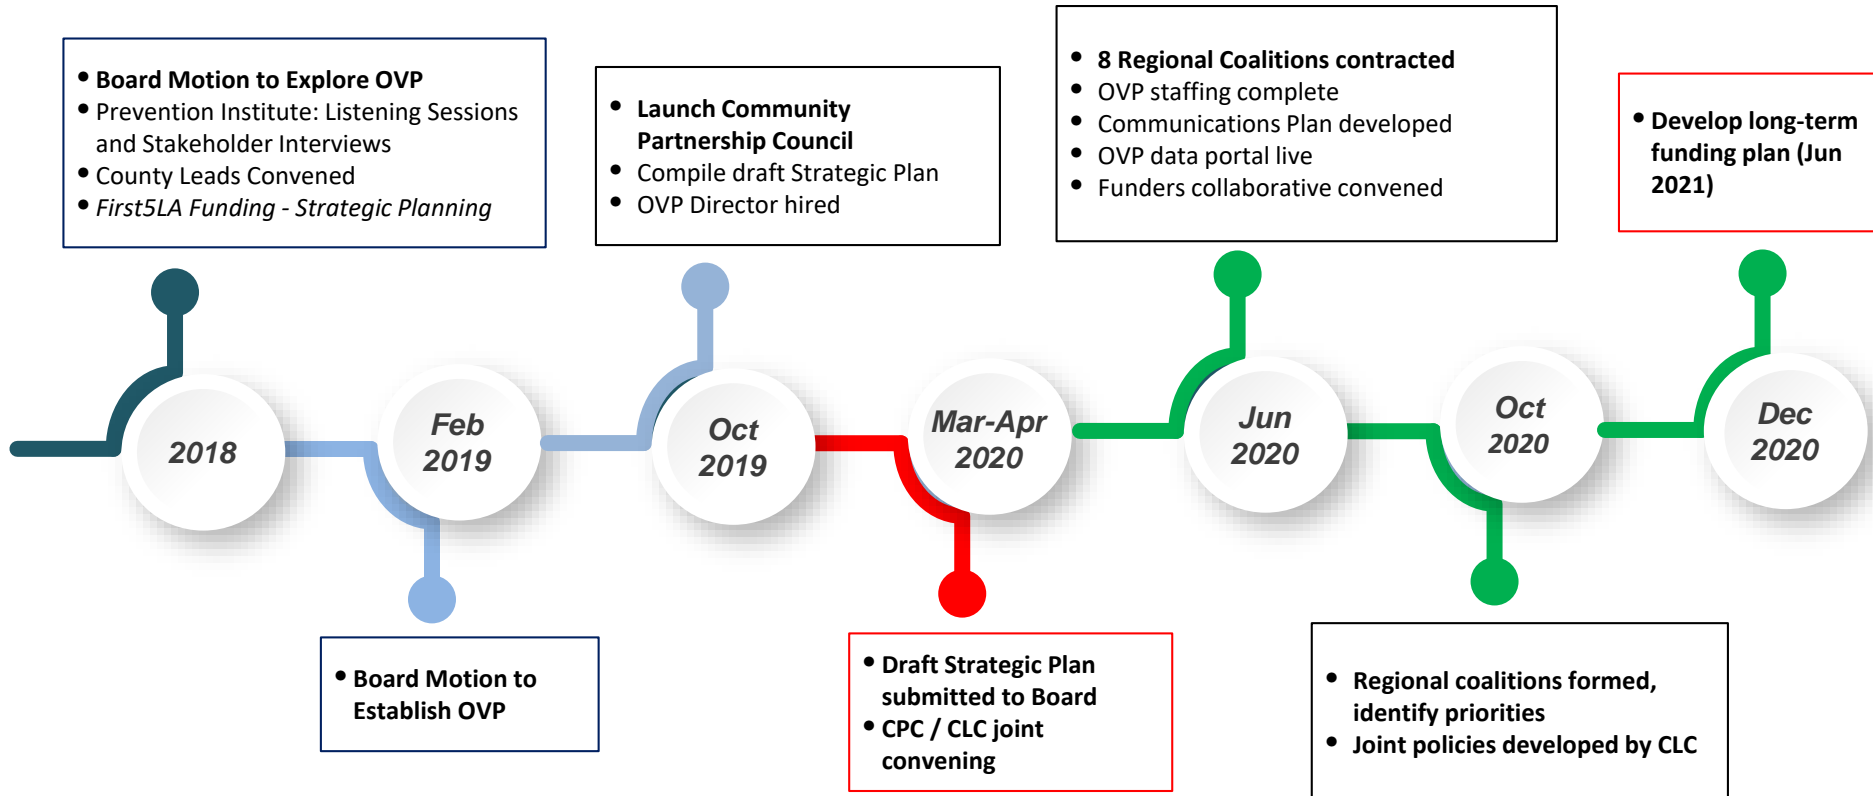 • Board Motion to Explore OVP
• Prevention Institute: Listening Sessions
and Stakeholder Interviews
• County Leads Convened
• First5LA Funding - Strategic Planning
• Launch Community
Partnership Council
• Compile draft Strategic Plan
• OVP Director hired
• 8 Regional Coalitions contracted
• OVP staffing complete
• Communications Plan developed
• OVP data portal live
• Funders collaborative convened
• Develop long-term
funding plan (Jun
2021)
2018
Feb
2019
Oct
2019
Mar-Apr
2020
Jun
2020
Oct
2020
Dec
2020
• Board Motion to
Establish OVP
• Draft Strategic Plan
submitted to Board
• CPC / CLC joint
convening
• Regional coalitions formed,
identify priorities
• Joint policies developed by CLC